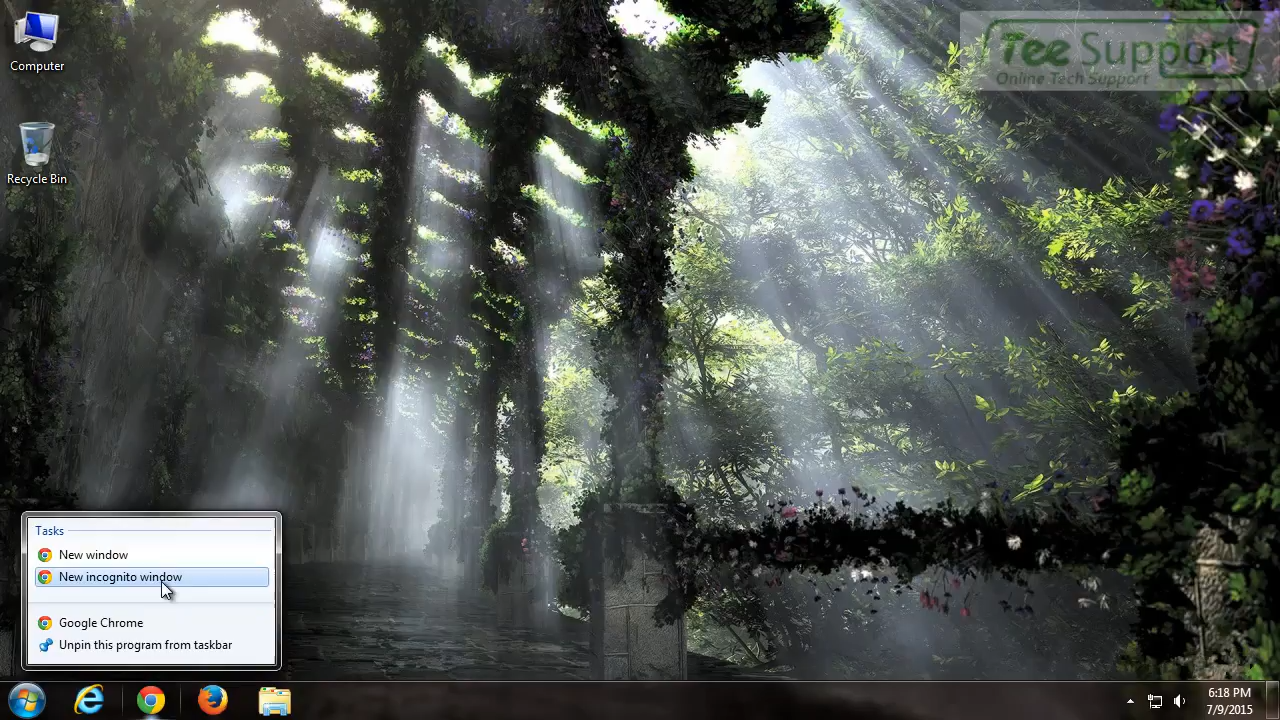 Computer
Recycle Bin
Tee Support
Online Tech Support
Tasks
New window
New incognito window
Google Chrome
Unpin this program from taskbar
6:18 PM
7/9/2015